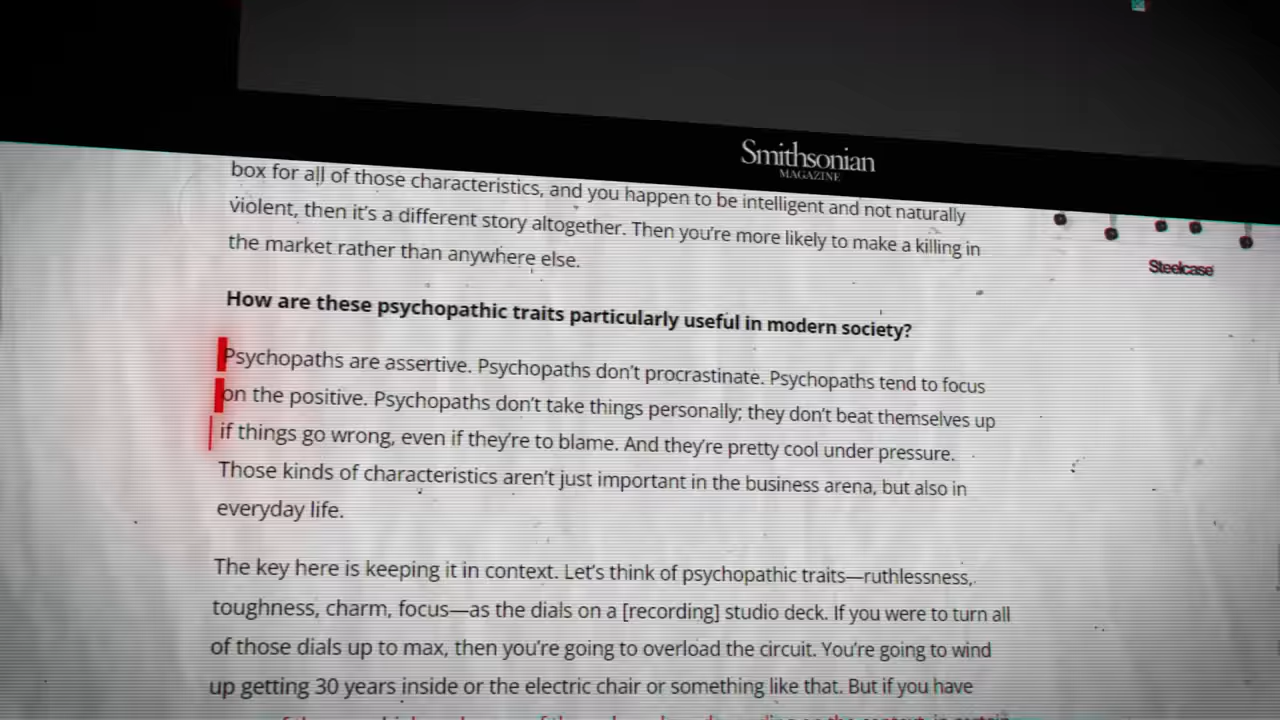 Smithsonian
MAGAZINE
box for all of those characteristics, and you happen to be intelligent and not naturally
violent, then it's a different story altogether. Then you're more likely to make a killing in
the market rather than anywhere else.
Steelcase
How are these psychopathic traits particularly useful in modern society?
Psychopaths are assertive. Psychopaths don't procrastinate. Psychopaths tend to focus
on the positive. Psychopaths don't take things personally; they don't beat themselves up
if things go wrong, even if they're to blame. And they're pretty cool under pressure.
Those kinds of characteristics aren't just important in the business arena, but also in
everyday life.
The key here is keeping it in context. Let's think of psychopathic traits—ruthlessness,
toughness, charm, focus—as the dials on a [recording] studio deck. If you were to turn all
of those dials up to max, then you're going to overload the circuit. You're going to wind
up getting 30 years inside or the electric chair or something like that. But if you have